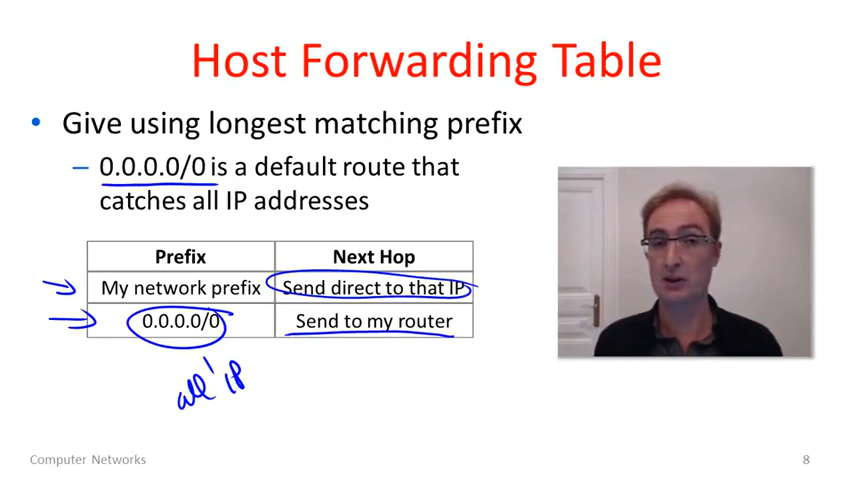 Host Forwarding Table
• Give using longest matching prefix
– 0.0.0.0/0 is a default route that
catches all IP addresses
Prefix Next Hop
My network prefix Send direct to that IP
0.0.0.0/0 Send to my router
all IP
Computer Networks 8